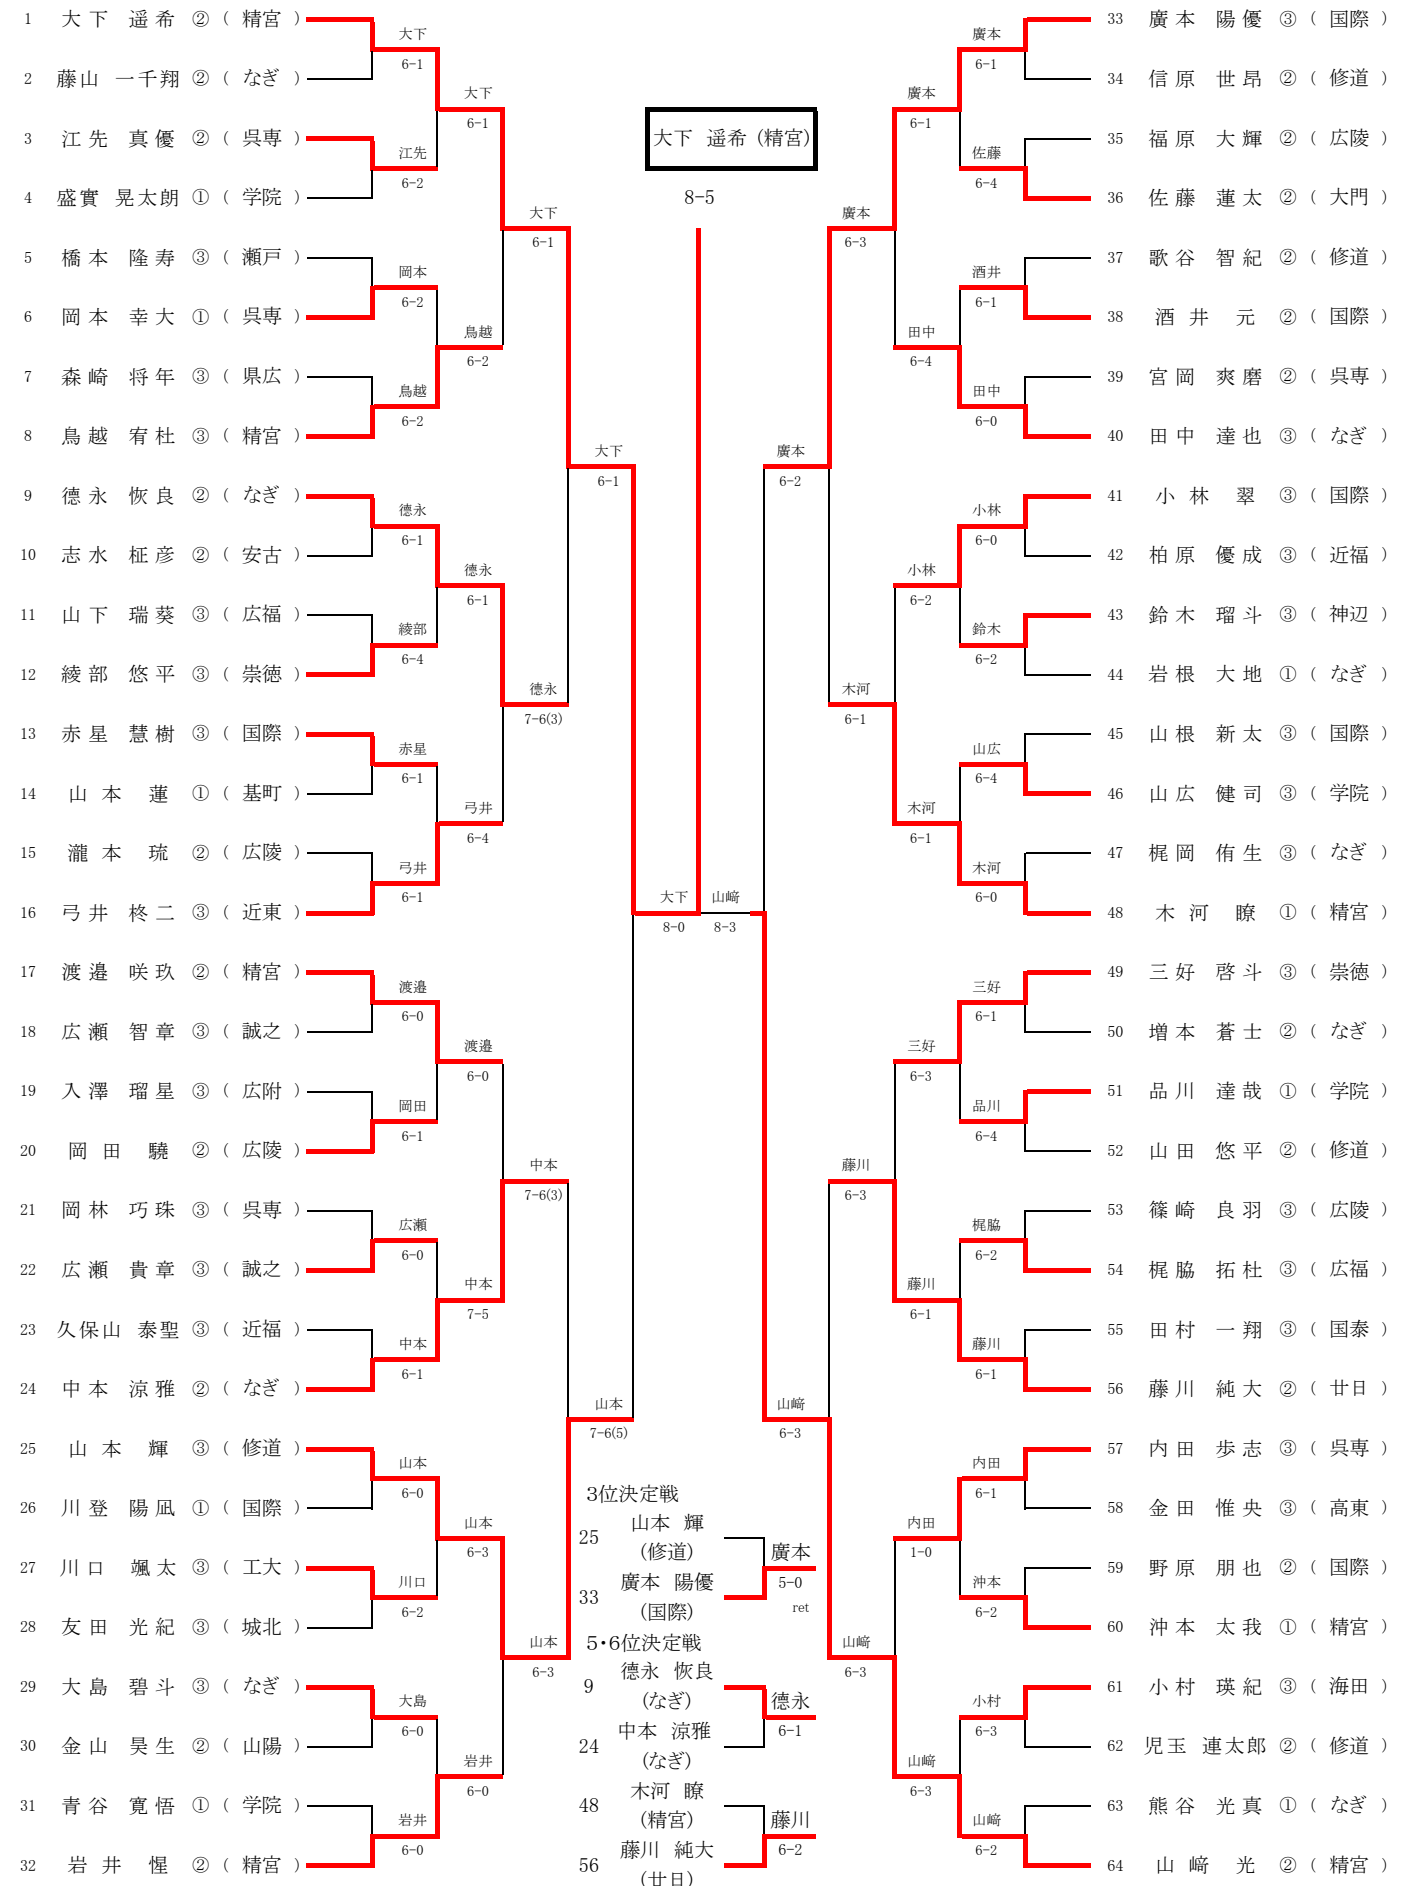 1 大下 遥希 ② ( 精宮 )
2 藤山 一千翔 ② ( なぎ )
3 江先 真優 ② ( 呉専 )
4 盛實 晃太朗 ① ( 学院 )
5 橋本 隆寿 ③ ( 瀬戸 )
6 岡本 幸大 ① ( 呉専 )
7 森崎 将年 ③ ( 県広 )
8 鳥越 宥杜 ③ ( 精宮 )
9 德永 恢良 ② ( なぎ )
10 志水 柾彦 ② ( 安古 )
11 山下 瑞葵 ③ ( 広福 )
12 綾部 悠平 ③ ( 崇徳 )
13 赤星 慧樹 ③ ( 国際 )
14 山本 蓮 ① ( 基町 )
15 瀧本 琉 ② ( 広陵 )
16 弓井 柊二 ③ ( 近東 )
17 渡邉 咲玖 ② ( 精宮 )
18 広瀬 智章 ③ ( 誠之 )
19 入澤 瑠星 ③ ( 広附 )
20 岡田 驍 ② ( 広陵 )
21 岡林 巧珠 ③ ( 呉専 )
22 広瀬 貴章 ③ ( 誠之 )
23 久保山 泰聖 ③ ( 近福 )
24 中本 涼雅 ② ( なぎ )
25 山本 輝 ③ ( 修道 )
26 川登 陽凪 ① ( 国際 )
27 川口 颯太 ③ ( 工大 )
28 友田 光紀 ③ ( 城北 )
29 大島 碧斗 ③ ( なぎ )
30 金山 昊生 ② ( 山陽 )
31 青谷 寛悟 ① ( 学院 )
32 岩井 惺 ② ( 精宮 )
大下
6-1
江先
6-2
岡本
6-2
鳥越
6-2
德永
6-1
綾部
6-4
赤星
6-1
弓井
6-1
渡邉
6-0
岡田
6-1
広瀬
6-0
中本
6-1
山本
6-0
川口
6-2
大島
6-0
岩井
6-0
大下
6-1
鳥越
6-2
德永
6-1
弓井
6-4
渡邉
6-0
中本
7-5
山本
6-3
岩井
6-0
大下
6-1
德永
7-6(3)
中本
7-6(3)
山本
6-3
大下
6-1
山本
7-6(5)
大下
8-0
大下 遥希 (精宮)
8-5
山﨑
8-3
廣本
6-2
山﨑
6-3
廣本
6-3
木河
6-1
藤川
6-3
山﨑
6-3
廣本
6-1
田中
6-4
小林
6-2
木河
6-1
三好
6-3
藤川
6-1
内田
1-0
山﨑
6-3
廣本
6-1
佐藤
6-4
酒井
6-1
田中
6-0
小林
6-0
鈴木
6-2
山広
6-4
木河
6-0
三好
6-1
品川
6-4
梶脇
6-2
藤川
6-1
内田
6-1
沖本
6-2
小村
6-3
山﨑
6-2
33 廣本 陽優 ③ ( 国際 )
34 信原 世昂 ② ( 修道 )
35 福原 大輝 ② ( 広陵 )
36 佐藤 蓮太 ② ( 大門 )
37 歌谷 智紀 ② ( 修道 )
38 酒井 元 ② ( 国際 )
39 宮岡 爽磨 ② ( 呉専 )
40 田中 達也 ③ ( なぎ )
41 小林 翠 ③ ( 国際 )
42 柏原 優成 ③ ( 近福 )
43 鈴木 瑠斗 ③ ( 神辺 )
44 岩根 大地 ① ( なぎ )
45 山根 新太 ③ ( 国際 )
46 山広 健司 ③ ( 学院 )
47 梶岡 侑生 ③ ( なぎ )
48 木河 瞭 ① ( 精宮 )
49 三好 啓斗 ③ ( 崇徳 )
50 増本 蒼士 ② ( なぎ )
51 品川 達哉 ① ( 学院 )
52 山田 悠平 ② ( 修道 )
53 篠崎 良羽 ③ ( 広陵 )
54 梶脇 拓杜 ③ ( 広福 )
55 田村 一翔 ③ ( 国泰 )
56 藤川 純大 ② ( 廿日 )
57 内田 歩志 ③ ( 呉専 )
58 金田 惟央 ③ ( 高東 )
59 野原 朋也 ② ( 国際 )
60 沖本 太我 ① ( 精宮 )
61 小村 瑛紀 ③ ( 海田 )
62 児玉 連太郎 ② ( 修道 )
63 熊谷 光真 ① ( なぎ )
64 山﨑 光 ② ( 精宮 )
3位決定戦
25 山本 輝
(修道)
33 廣本 陽優
(国際)
廣本
5-0
ret
5・6位決定戦
9 德永 恢良
(なぎ)
24 中本 涼雅
(なぎ)
德永
6-1
48 木河 瞭
(精宮)
56 藤川 純大
(廿日)
藤川
6-2